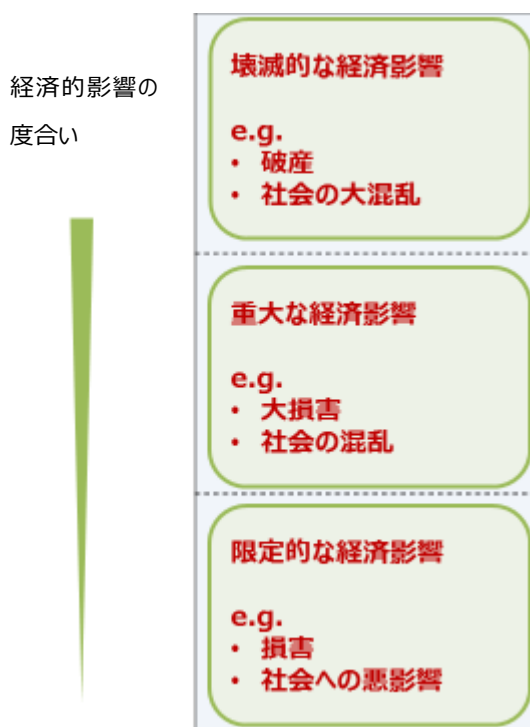 経済的影響の
度合い
壊滅的な経済影響
e.g.
• 破産
• 社会の大混乱
重大な経済影響
e.g.
• 大損害
• 社会の混乱
限定的な経済影響
e.g.
• 損害
• 社会への悪影響